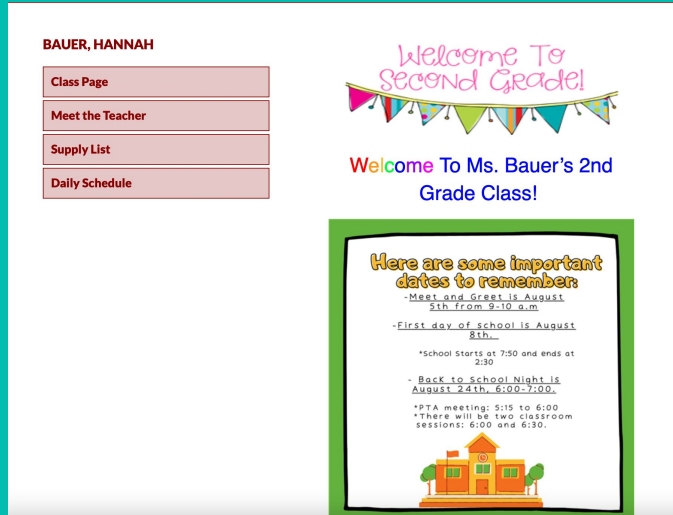 BAUER, HANNAH
Class Page
Meet the Teacher
Supply List
Daily Schedule
Welcome To
Second Grade!
Welcome To Ms. Bauer's 2nd
Grade Class!
Here are some important
dates to remember:
-Meet and Greet is August
5th from 9-10 a.m
-First day of school is August
8th.
*School Starts at 7:50 and ends at
2:30
- Back to School Night is
August 24th, 6:00-7:00.
*PTA meeting: 5:15 to 6:00
*There will be two classroom
sessions: 6:00 and 6:30.